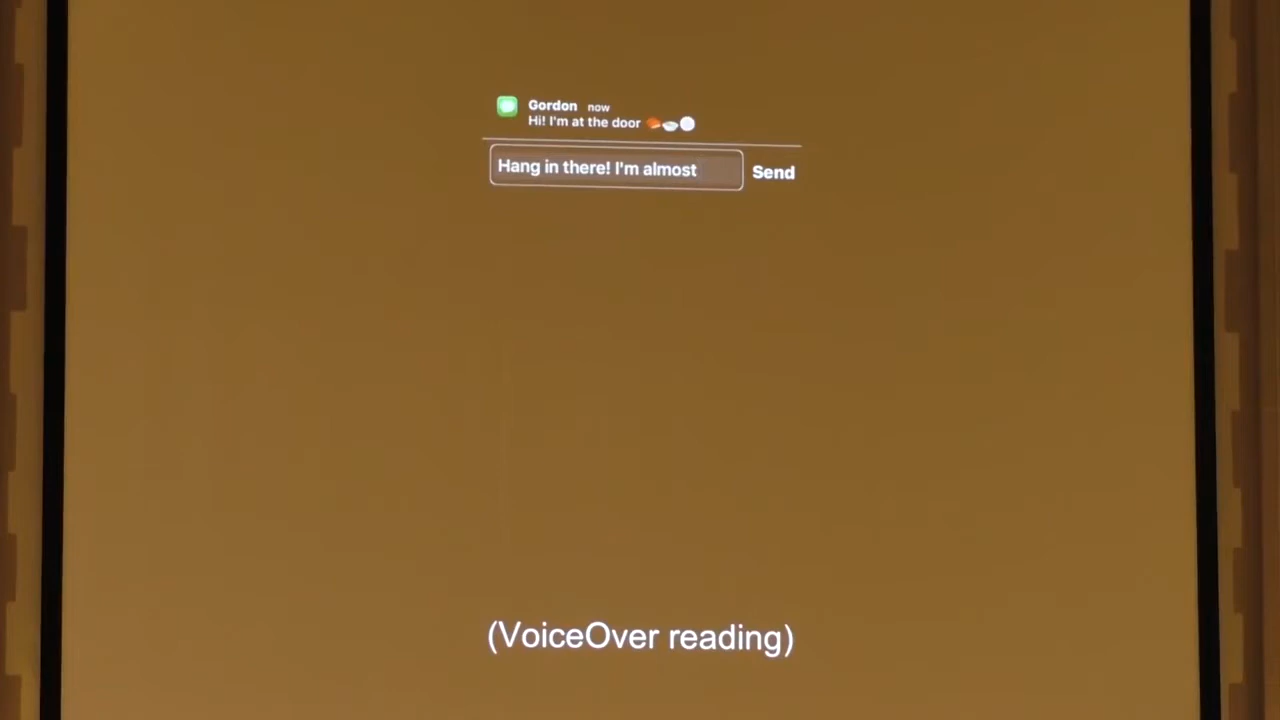 Gordon now
Hi! I'm at the door
Hang in there! I'm almost
Send
(VoiceOver reading)